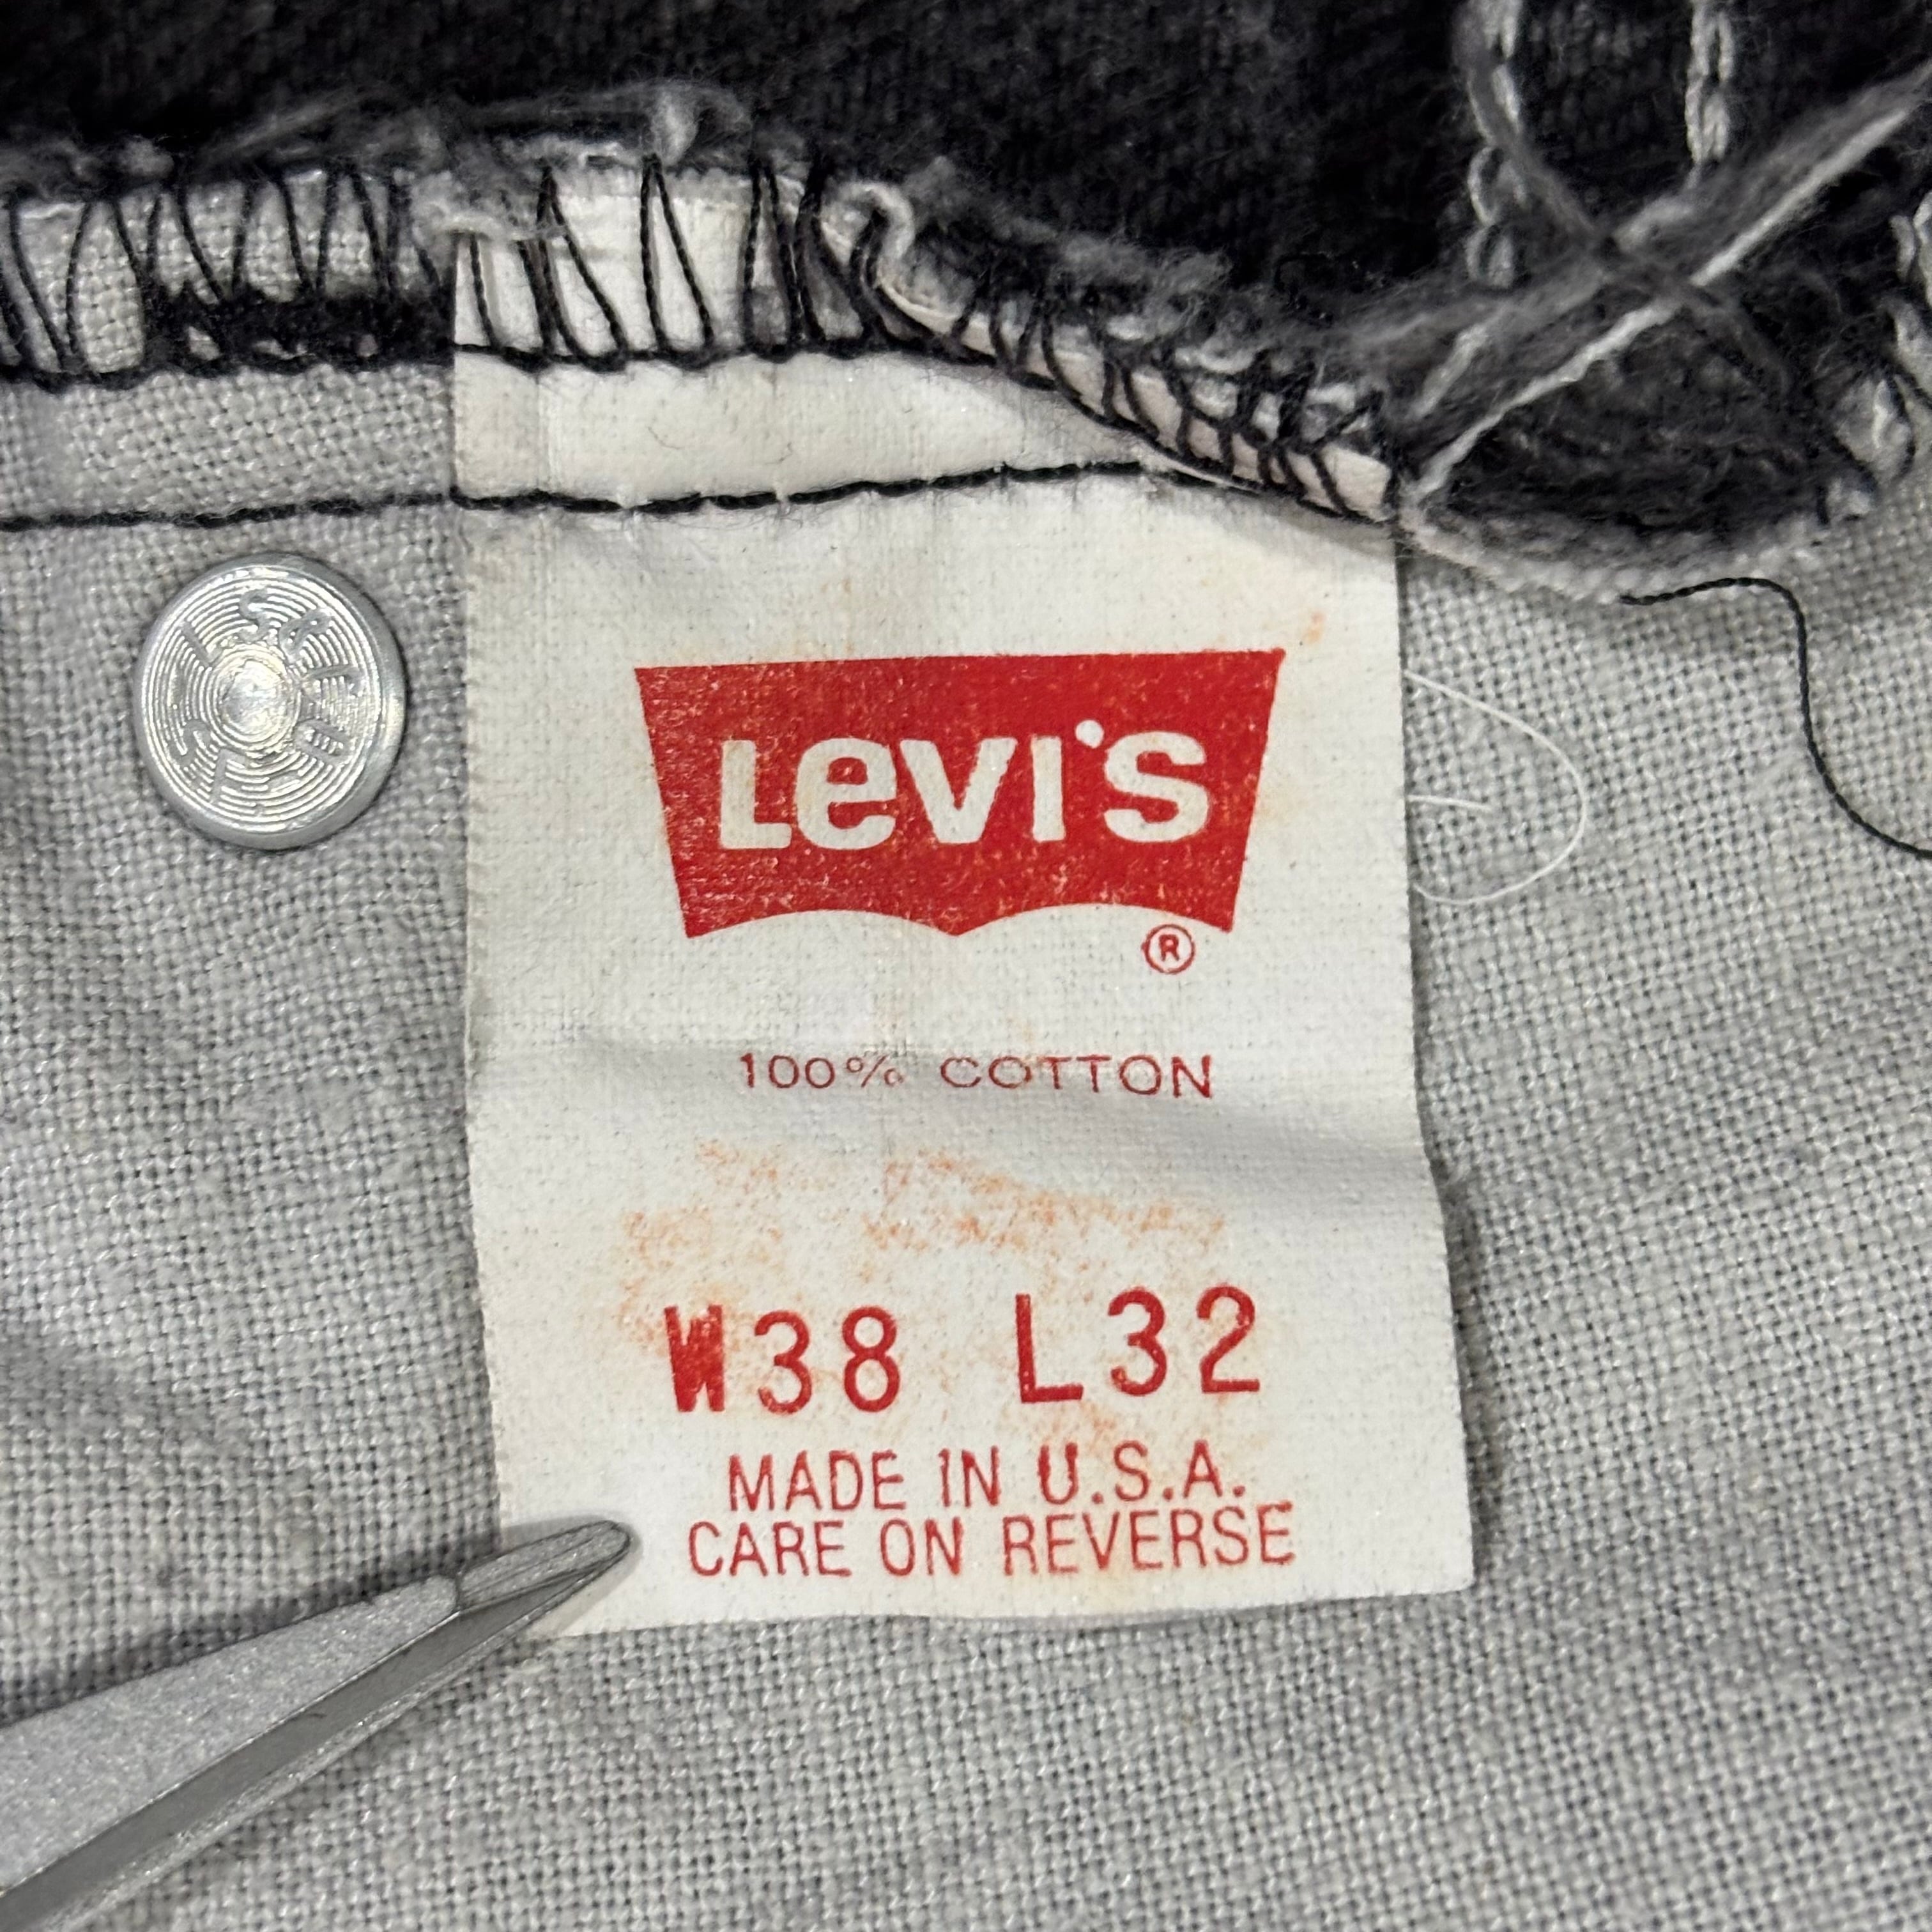 Levi's
®
100% COTTON
W38 L32
MADE IN U.S.A.
CARE ON REVERSE